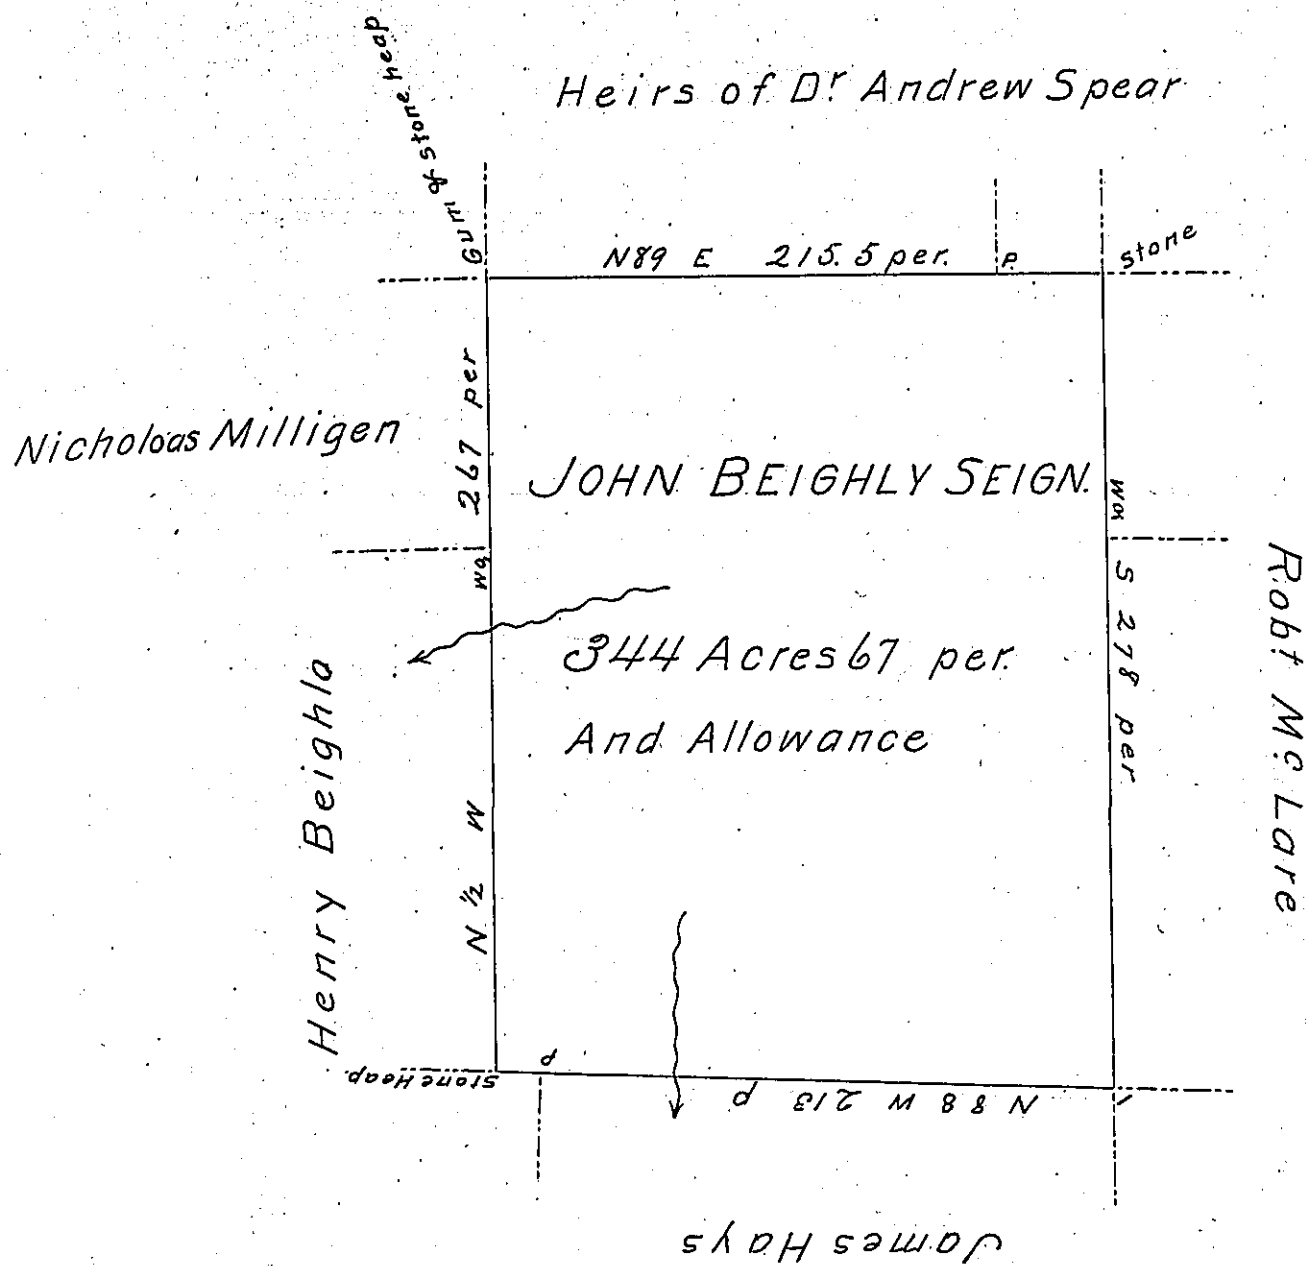 Heirs of Dr Andrew Spear
Gum & stone heap
N89 E 215.5 per.
P.
stone
Nicholoas Milligen
267 per
JOHN BEIGHLY SEIGN.
wa
wa
S 278 per
Robt Mc Lare
344 Acres 67 per.
And Allowance
Henry Beighla
N ½ W
Stone Heap.
P
N 88 W 213 P
James Hays